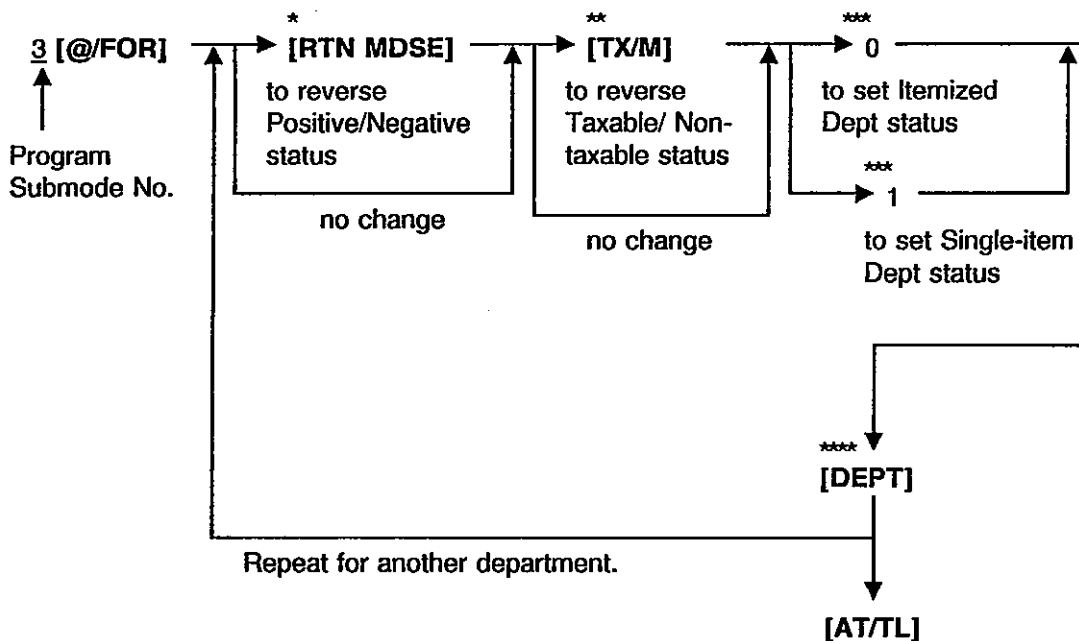 *
**
***
3 [@/FOR]
[RTN MDSE]
[TX/M]
0
to reverse
Positive/Negative
status
to reverse
Taxable/ Non-
taxable status
to set Itemized
Dept status
Program
Submode No.
***
1
no change
no change
to set Single-item
Dept status
****
[DEPT]
Repeat for another department.
[AT/TL]